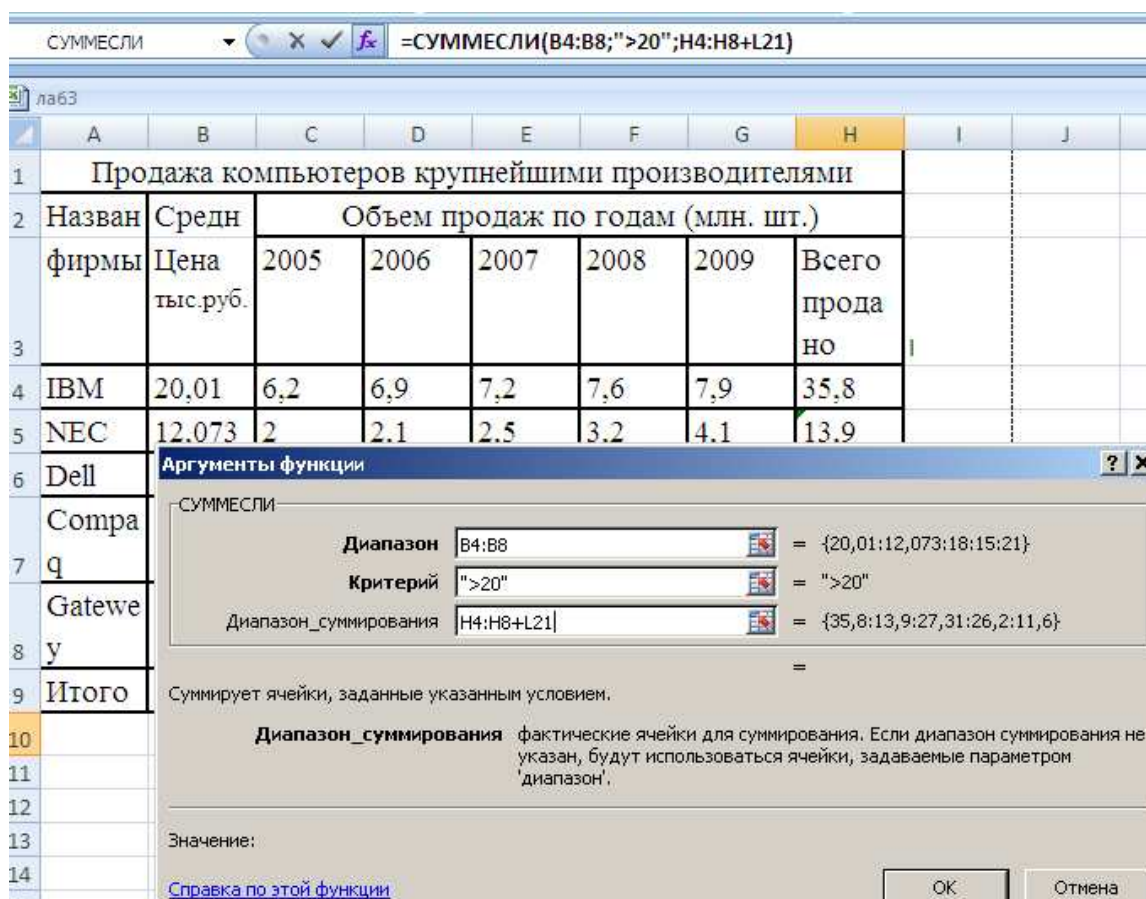 СУММЕСЛИ =СУММЕСЛИ(B4:B8;">20";H4:H8+L21)
лаб3
A B C D E F G H I J
1 Продажа компьютеров крупнейшими производителями
2 Назван Средн Объем продаж по годам (млн. шт.)
фирмы Цена 2005 2006 2007 2008 2009 Всего
тыс.руб. прода
3 но
4 IBM 20,01 6,2 6,9 7,2 7,6 7,9 35,8
5 NEC 12,073 2 2,1 2,5 3,2 4,1 13,9
Аргументы функции
6 Dell
СУММЕСЛИ
Compa
Диапазон B4:B8 = {20,01:12,073:18:15:21}
7 q
Критерий ">20" = ">20"
Gatewe
Диапазон_суммирования H4:H8+L21 = {35,8:13,9:27,31:26,2:11,6}
8 y
=
9 Итого Суммирует ячейки, заданные указанным условием.
10 Диапазон_суммирования фактические ячейки для суммирования. Если диапазон суммирования не
указан, будут использоваться ячейки, задаваемые параметром
11 'диапазон'.
12
13 Значение:
14 Справка по этой функции OK Отмена